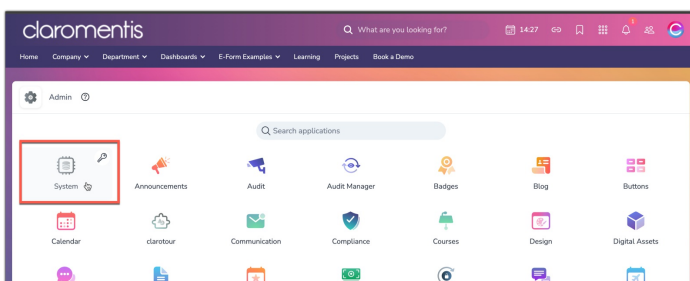 claromentis
What are you looking for?
14:27
1
Home Company Department Dashboards E-Form Examples Learning Projects Book a Demo
Admin
Search applications
System Announcements Audit Audit Manager Badges Blog Buttons
Calendar clarotour Communication Compliance Courses Design Digital Assets